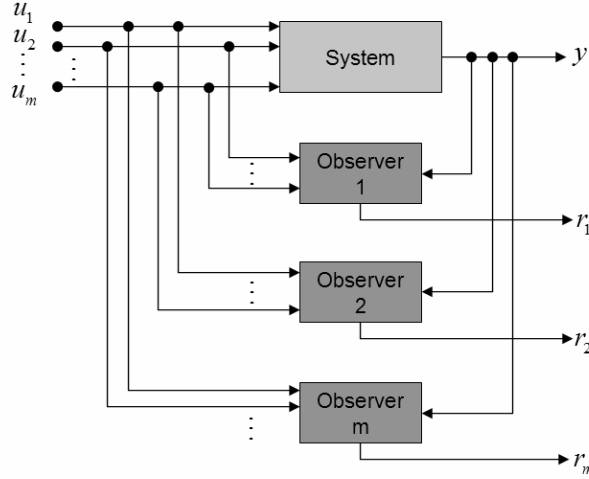 u1
u2
um
System
y
Observer
1
r1
Observer
2
r2
Observer
m
rm